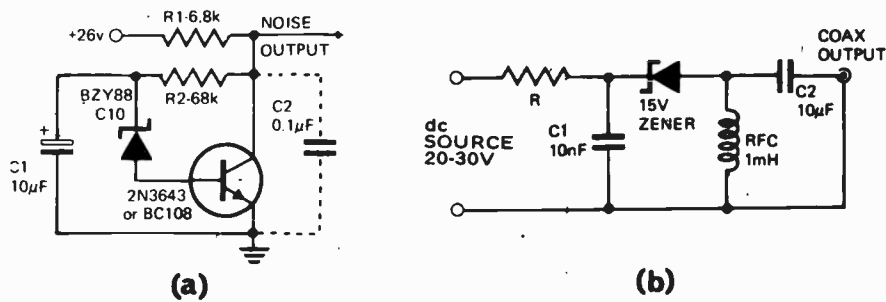 R1-6.8k
NOISE
+26v
OUTPUT
BZY88
C10
R2-68k
C2
0.1µF
+
C1
10µF
2N3643
or BC108
(a)
COAX
OUTPUT
R
15V
ZENER
C2
10µF
dc
SOURCE
20-30V
C1
10nF
RFC
1mH
(b)